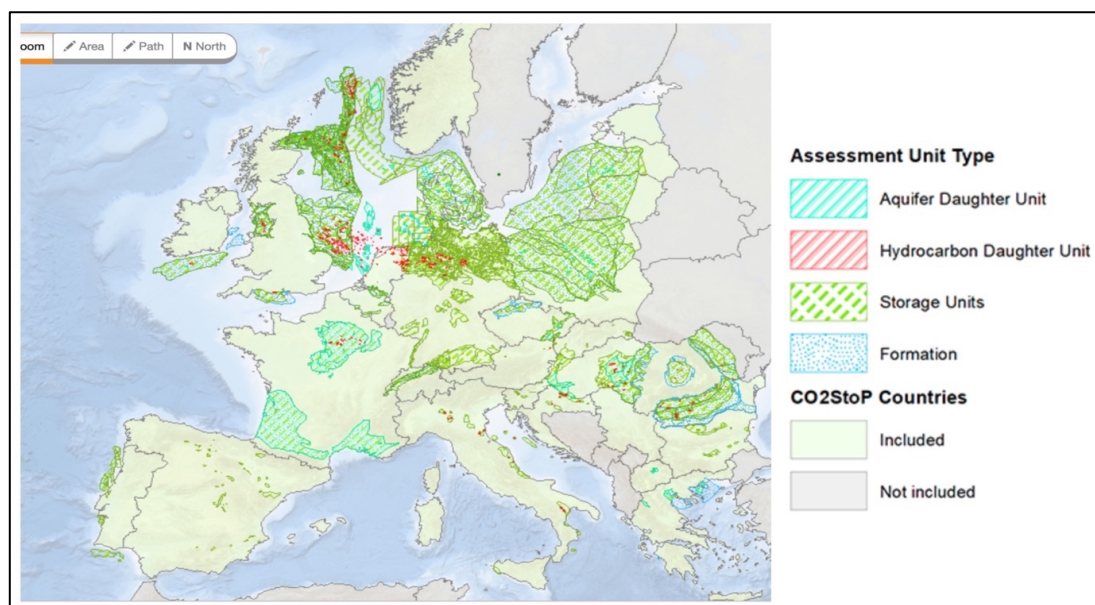 oom Area Path N North
Assessment Unit Type
Aquifer Daughter Unit
Hydrocarbon Daughter Unit
Storage Units
Formation
CO2StoP Countries
Included
Not included